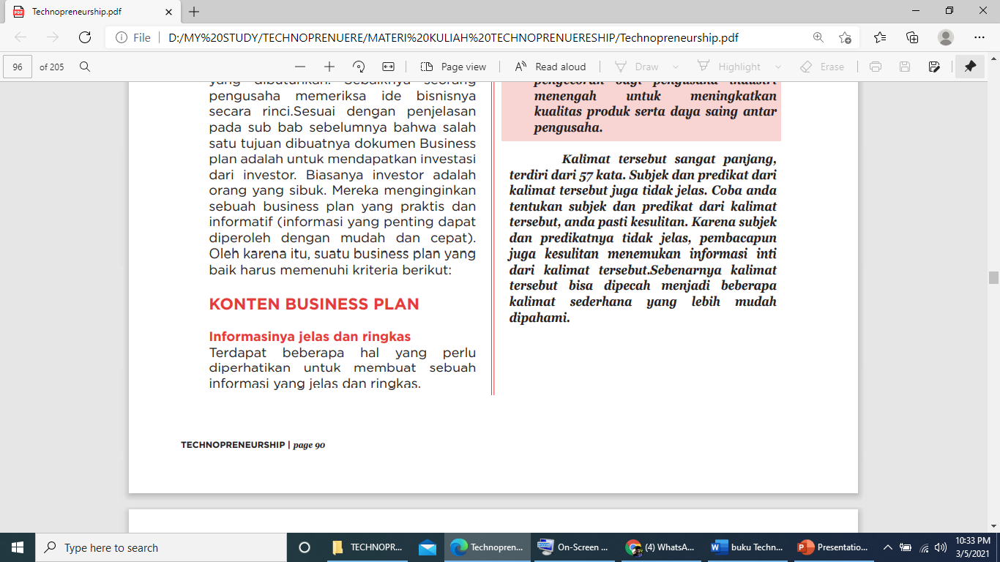 Technopreneurship.pdf
File
D:/MY%20STUDY/TECHNOPRENUERE/MATERI%20KULIAH%20TECHNOPRENUERESHIP/Technopreneurship.pdf
96 of 205
Page view
Read aloud
Draw
Highlight
Erase
yang dibutuhkan. Sebaiknya seorang
pengusaha memeriksa ide bisnisnya
secara rinci.Sesuai dengan penjelasan
pada sub bab sebelumnya bahwa salah
satu tujuan dibuatnya dokumen Business
plan adalah untuk mendapatkan investasi
dari investor. Biasanya investor adalah
orang yang sibuk. Mereka menginginkan
sebuah business plan yang praktis dan
informatif (informasi yang penting dapat
diperoleh dengan mudah dan cepat).
Oleh karena itu, suatu business plan yang
baik harus memenuhi kriteria berikut:
KONTEN BUSINESS PLAN
Informasinya jelas dan ringkas
Terdapat beberapa hal yang perlu
diperhatikan untuk membuat sebuah
informasi yang jelas dan ringkas.
pengecoran bagi pengusaha industri
menengah untuk meningkatkan
kualitas produk serta daya saing antar
pengusaha.
Kalimat tersebut sangat panjang,
terdiri dari 57 kata. Subjek dan predikat dari
kalimat tersebut juga tidak jelas. Coba anda
tentukan subjek dan predikat dari kalimat
tersebut, anda pasti kesulitan. Karena subjek
dan predikatnya tidak jelas, pembacapun
juga kesulitan menemukan informasi inti
dari kalimat tersebut.Sebenarnya kalimat
tersebut bisa dipecah menjadi beberapa
kalimat sederhana yang lebih mudah
dipahami.
TECHNOPRENEURSHIP | page 90
Type here to search
TECHNOPR...
Technopren...
On-Screen ...
(4) WhatsA...
buku Techn...
Presentatio...
10:33 PM
3/5/2021